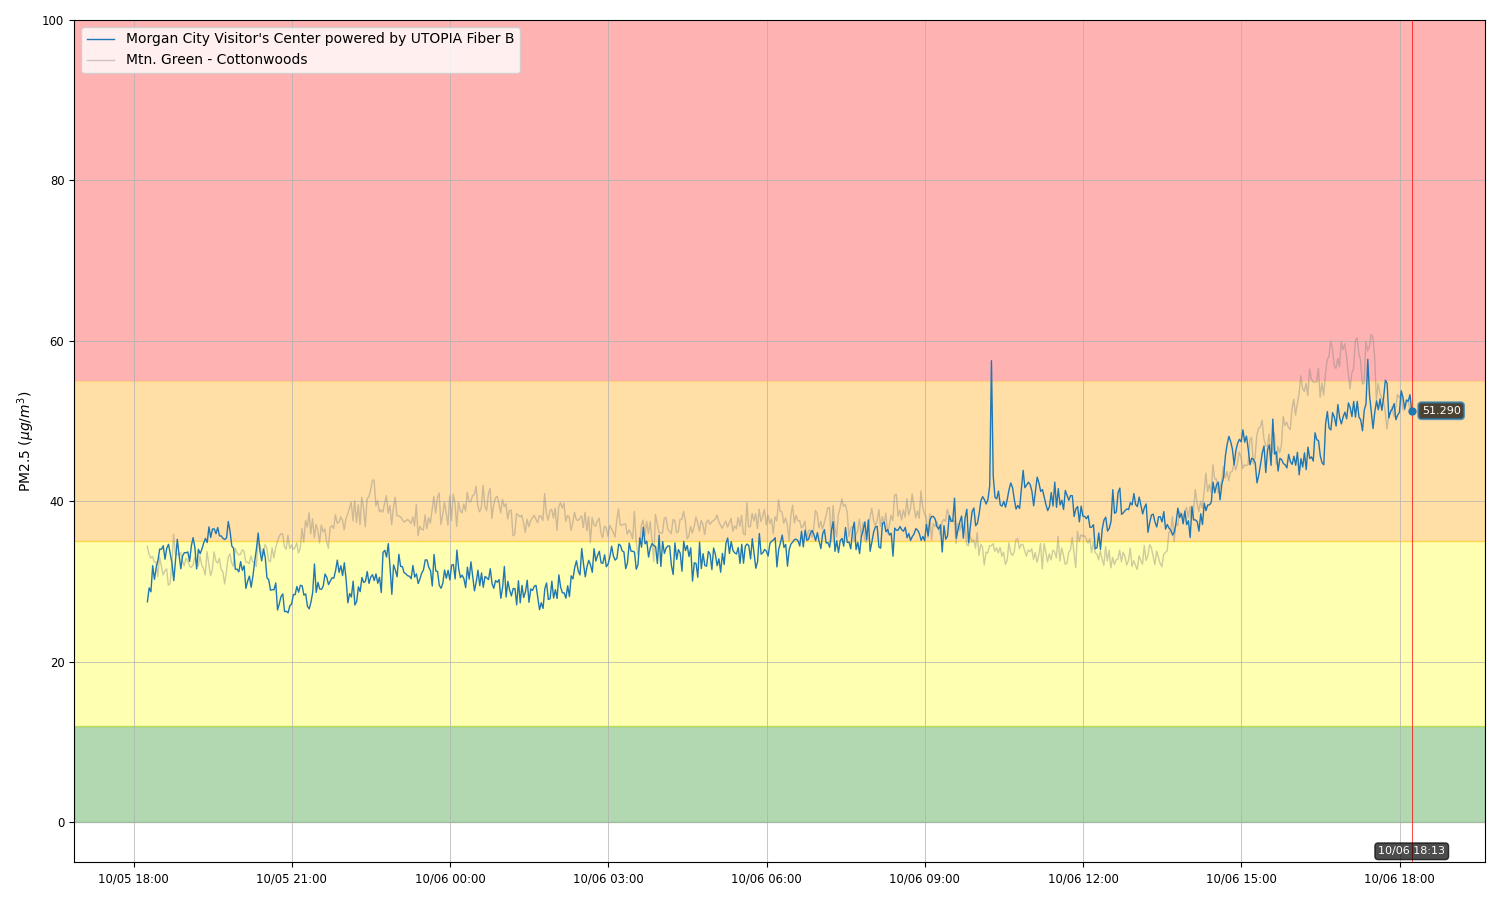 100
Morgan City Visitor's Center powered by UTOPIA Fiber B
Mtn. Green - Cottonwoods
80
60
51.290
PM2.5 (μg/m³)
40
20
0
10/06 18:13
10/05 18:00 10/05 21:00 10/06 00:00 10/06 03:00 10/06 06:00 10/06 09:00 10/06 12:00 10/06 15:00 10/06 18:00